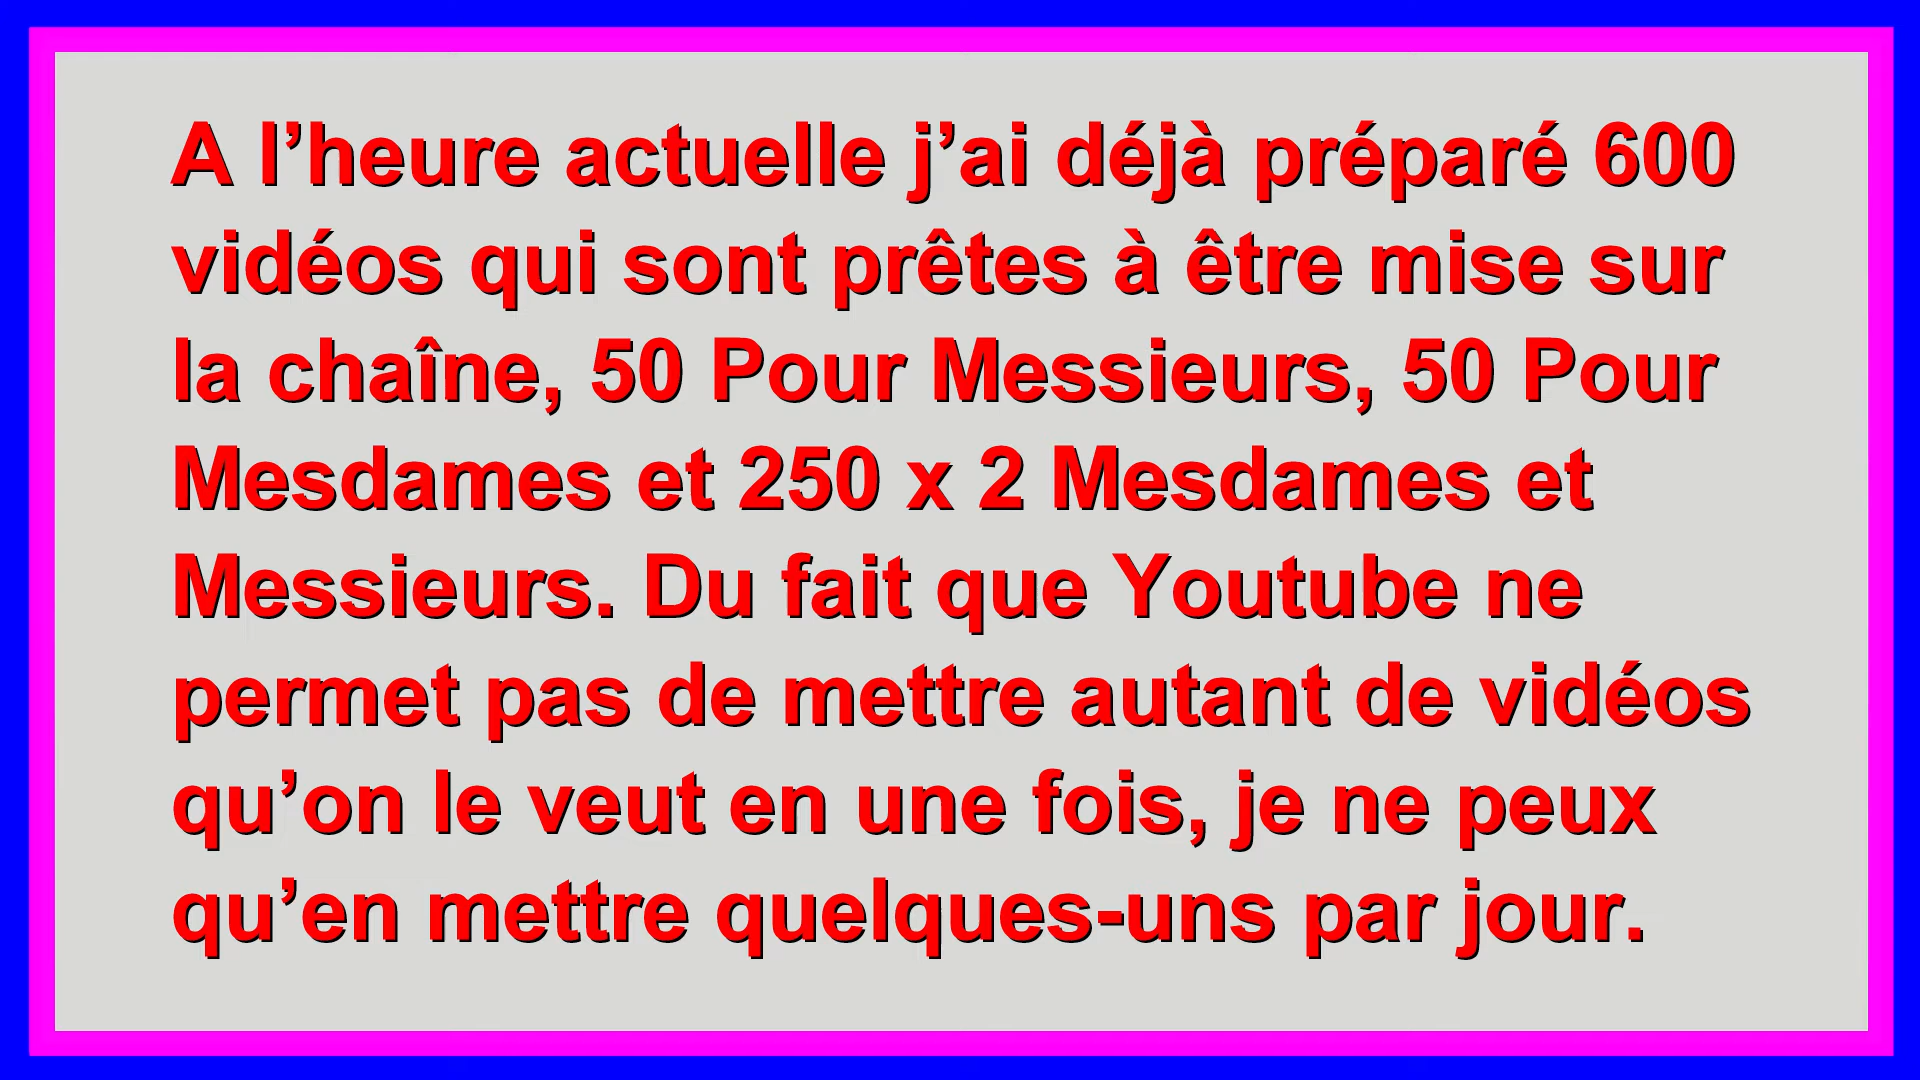 A l’heure actuelle j’ai déjà préparé 600
vidéos qui sont prêtes à être mise sur
la chaîne, 50 Pour Messieurs, 50 Pour
Mesdames et 250 x 2 Mesdames et
Messieurs. Du fait que Youtube ne
permet pas de mettre autant de vidéos
qu’on le veut en une fois, je ne peux
qu’en mettre quelques-uns par jour.